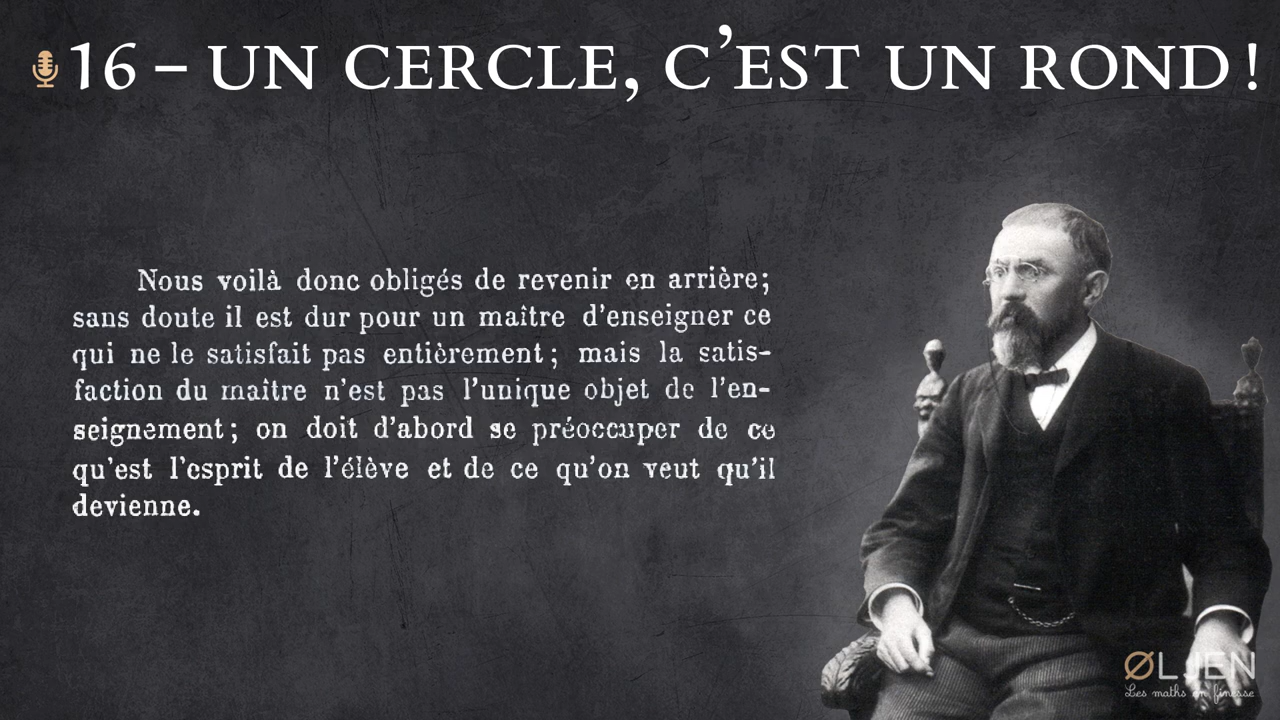 16 – UN CERCLE, C’EST UN ROND !
Nous voilà donc obligés de revenir en arrière;
sans doute il est dur pour un maître d’enseigner ce
qui ne le satisfait pas entièrement; mais la satis-
faction du maître n’est pas l’unique objet de l’en-
seignement; on doit d’abord se préoccuper de ce
qu’est l’esprit de l’élève et de ce qu’on veut qu’il
devienne.
ØLJEN
Les maths en finesse